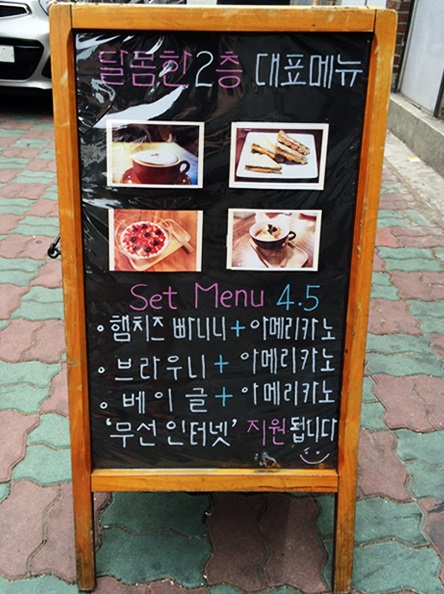 달콤한2층 대표메뉴
Set Menu 4.5
• 햄치즈 빠니니 + 아메리카노
• 브라우니 + 아메리카노
• 베이글 + 아메리카노
'무선 인터넷' 지원됩니다